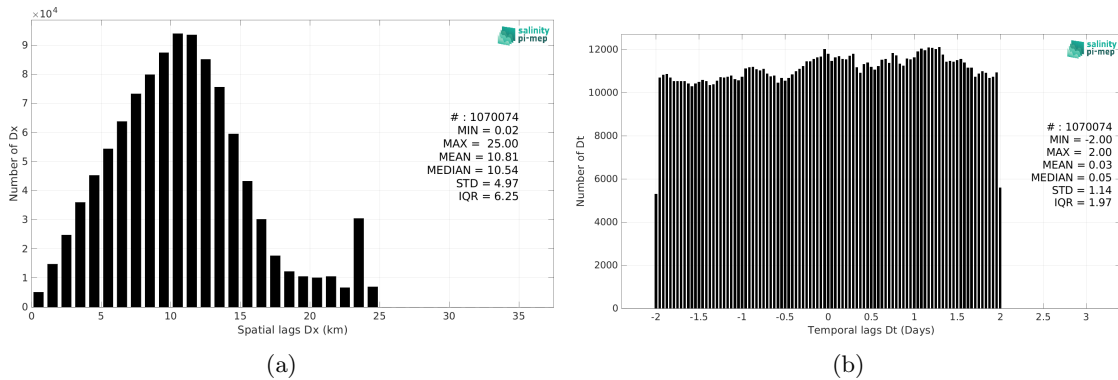 ×10⁴
9
8
7
6
5
4
3
2
1
0
Number of Dx
0 5 10 15 20 25 30 35
Spatial lags Dx (km)
salinity
pi-mep
# : 1070074
MIN = 0.02
MAX = 25.00
MEAN = 10.81
MEDIAN = 10.54
STD = 4.97
IQR = 6.25
(a)
12000
10000
8000
6000
4000
2000
0
Number of Dt
-2 -1.5 -1 -0.5 0 0.5 1 1.5 2 2.5 3
Temporal lags Dt (Days)
salinity
pi-mep
# : 1070074
MIN = -2.00
MAX = 2.00
MEAN = 0.03
MEDIAN = 0.05
STD = 1.14
IQR = 1.97
(b)